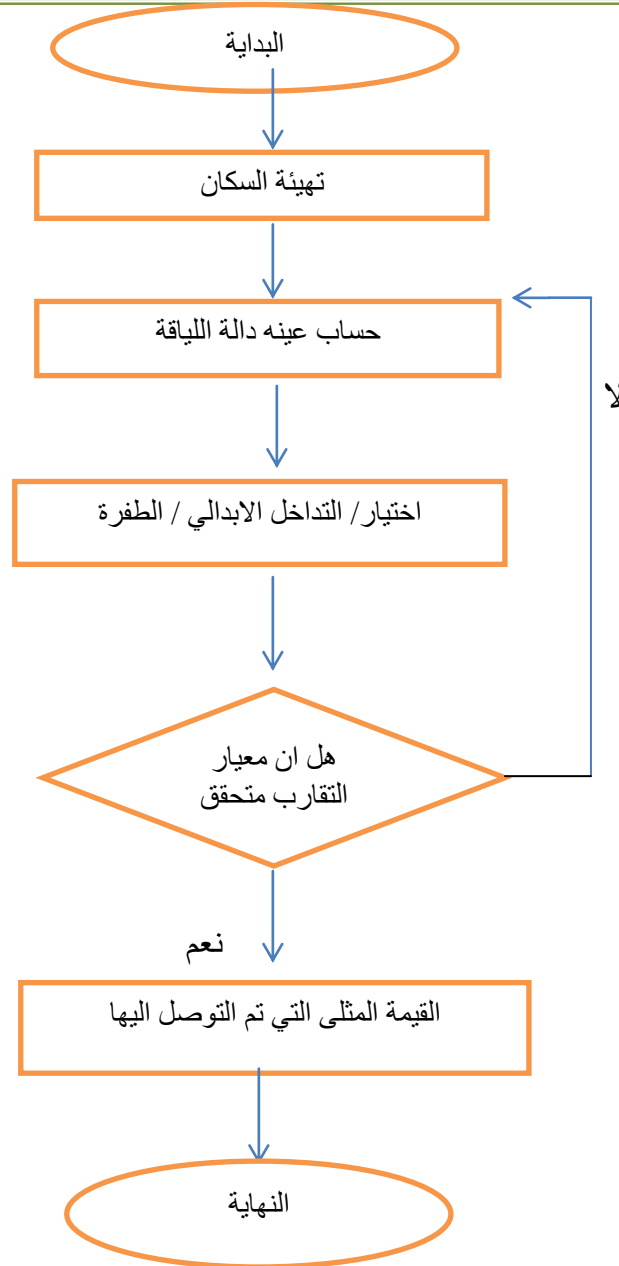 البداية
تهيئة السكان
حساب عينه دالة اللياقة
لا
اختيار/ التداخل الابدالي / الطفرة
هل ان معيار
التقارب متحقق
نعم
القيمة المثلى التي تم التوصل اليها
النهاية